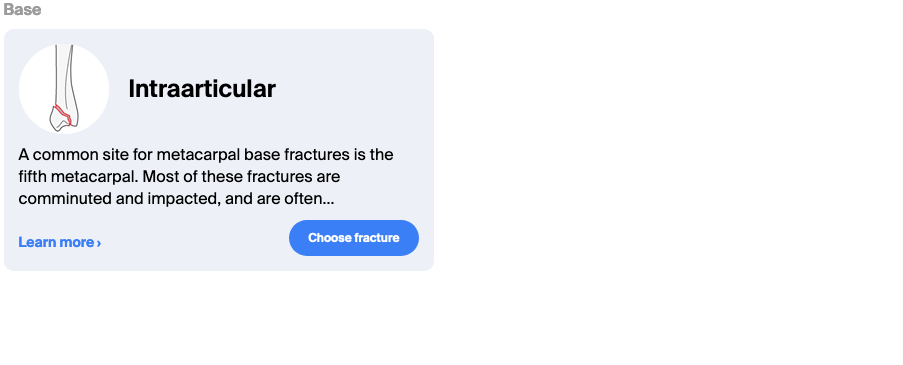 Base
Intraarticular
A common site for metacarpal base fractures is the
fifth metacarpal. Most of these fractures are
comminuted and impacted, and are often...
Learn more ›
Choose fracture